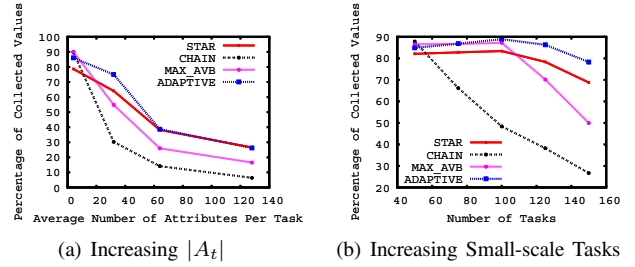 Percentage of Collected Values
100
90
80
70
60
50
40
30
20
10
0
0 20 40 60 80 100 120 140
Average Number of Attributes Per Task
STAR
CHAIN
MAX_AVB
ADAPTIVE
(a) Increasing |A_t|
Percentage of Collected Values
90
80
70
60
50
40
30
20
40 60 80 100 120 140 160
Number of Tasks
STAR
CHAIN
MAX_AVB
ADAPTIVE
(b) Increasing Small-scale Tasks